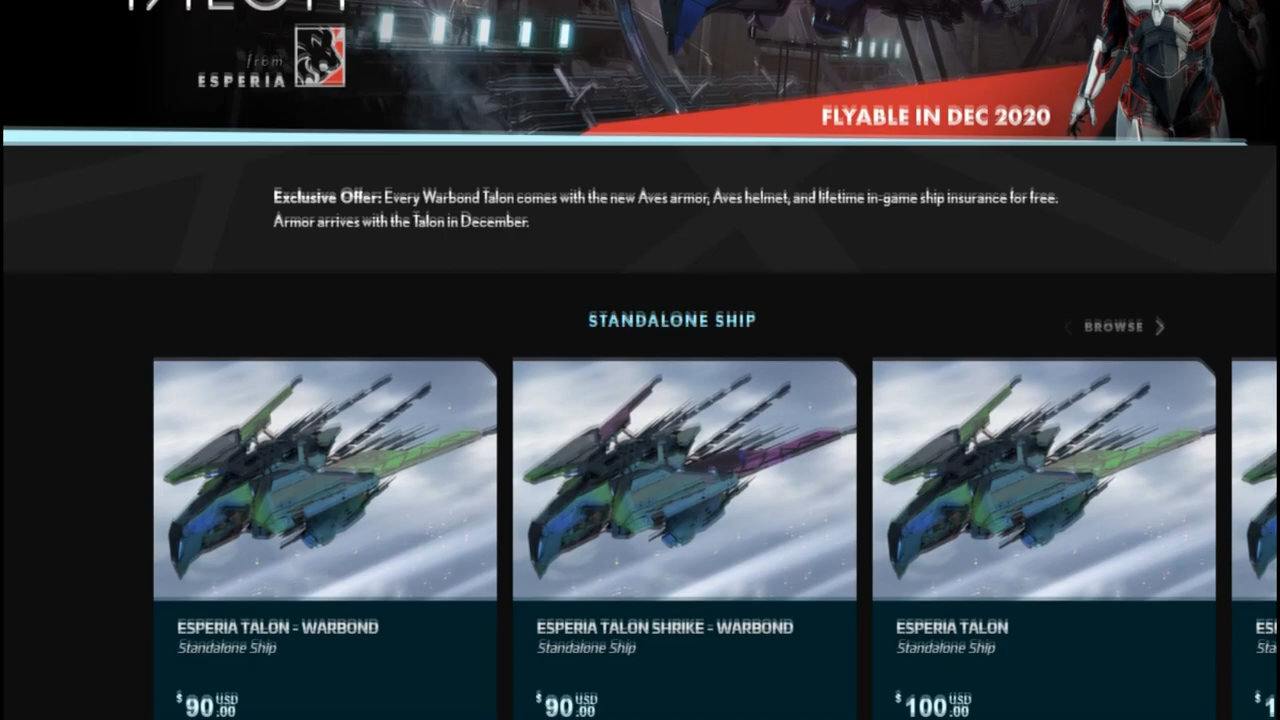 from
ESPERIA
FLYABLE IN DEC 2020
Exclusive Offer: Every Warbond Talon comes with the new Aves armor, Aves helmet, and lifetime in-game ship insurance for free.
Armor arrives with the Talon in December.
STANDALONE SHIP
BROWSE
ESPERIA TALON - WARBOND
Standalone Ship
$90 USD .00
ESPERIA TALON SHRIKE - WARBOND
Standalone Ship
$90 USD .00
ESPERIA TALON
Standalone Ship
$100 USD .00